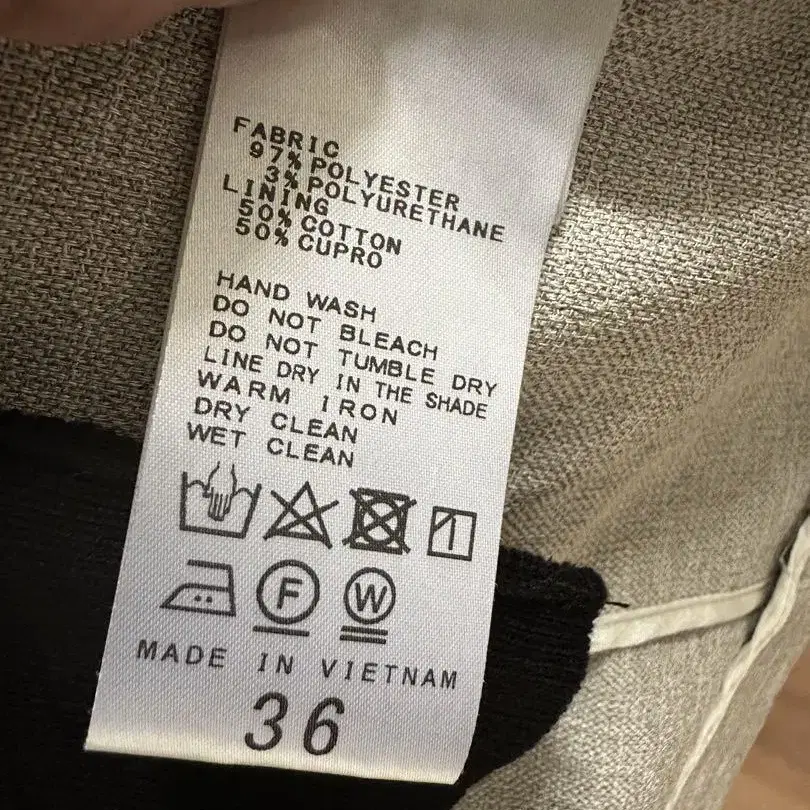 FABRIC
97% POLYESTER
3% POLYURETHANE
LINING
50% COTTON
50% CUPRO
HAND WASH
DO NOT BLEACH
DO NOT TUMBLE DRY
LINE DRY IN THE SHADE
WARM IRON
DRY CLEAN
WET CLEAN
F W
MADE IN VIETNAM
36